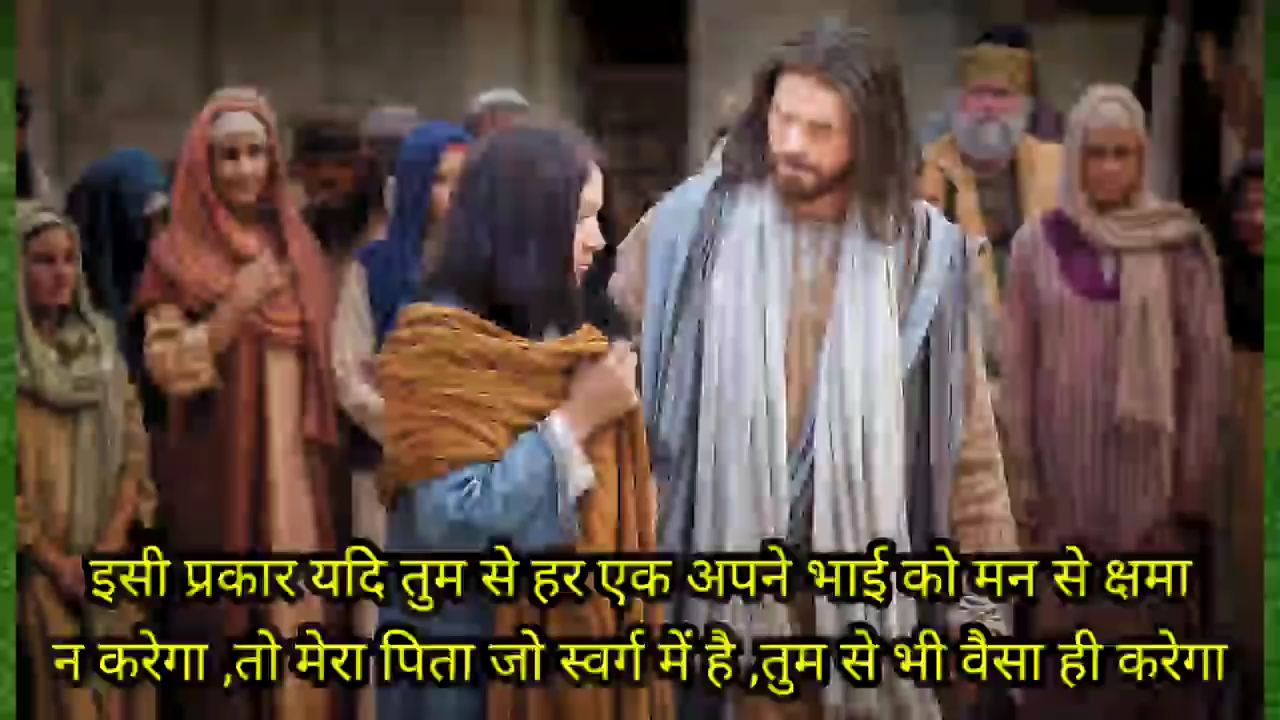 इसी प्रकार यदि तुम से हर एक अपने भाई को मन से क्षमा
न करेगा ,तो मेरा पिता जो स्वर्ग में है ,तुम से भी वैसा ही करेगा